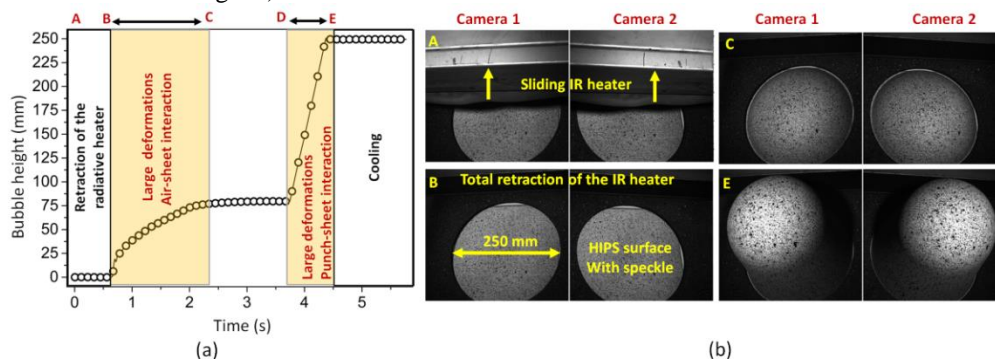 A B C D E
250
225
200
175
150
125
100
75
50
25
0
Bubble height (mm)
Retraction of the
radiative heater
Large deformations
Air-sheet interaction
Large deformations
Punch-sheet interaction
Cooling
0 1 2 3 4 5
Time (s)
(a)
Camera 1 Camera 2 Camera 1 Camera 2
A
Sliding IR heater
C
B Total retraction of the IR heater
250 mm
HIPS surface
With speckle
E
(b)